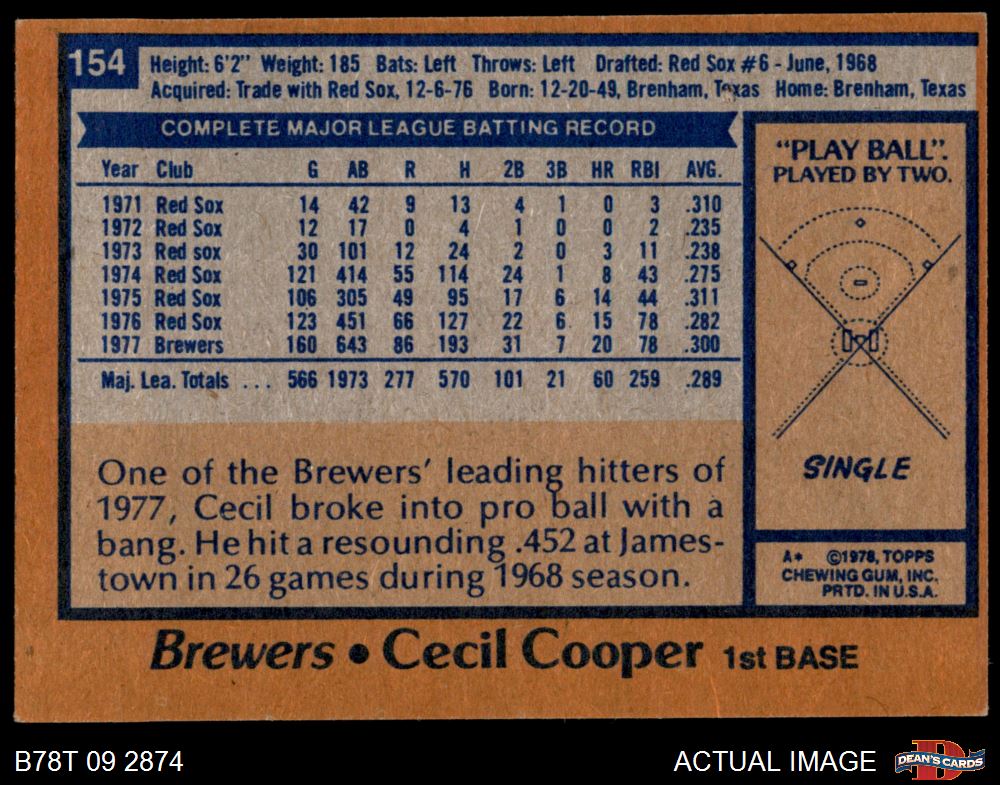 154
Height: 6'2" Weight: 185 Bats: Left Throws: Left Drafted: Red Sox #6 - June, 1968
Acquired: Trade with Red Sox, 12-6-76 Born: 12-20-49, Brenham, Texas Home: Brenham, Texas
COMPLETE MAJOR LEAGUE BATTING RECORD
Year Club G AB R H 2B 3B HR RBI AVG.
1971 Red Sox 14 42 9 13 4 1 0 3 .310
1972 Red Sox 12 17 0 4 1 0 0 2 .235
1973 Red sox 30 101 12 24 2 0 3 11 .238
1974 Red Sox 121 414 55 114 24 1 8 43 .275
1975 Red Sox 106 305 49 95 17 6 14 44 .311
1976 Red Sox 123 451 66 127 22 6 15 78 .282
1977 Brewers 160 643 86 193 31 7 20 78 .300
Maj. Lea. Totals ... 566 1973 277 570 101 21 60 259 .289
One of the Brewers' leading hitters of
1977, Cecil broke into pro ball with a
bang. He hit a resounding .452 at James-
town in 26 games during 1968 season.
"PLAY BALL".
PLAYED BY TWO.
SINGLE
A* ©1978, TOPPS
CHEWING GUM, INC.
PRTD. IN U.S.A.
Brewers • Cecil Cooper 1st BASE
B78T 09 2874
ACTUAL IMAGE
D
DEAN'S CARDS